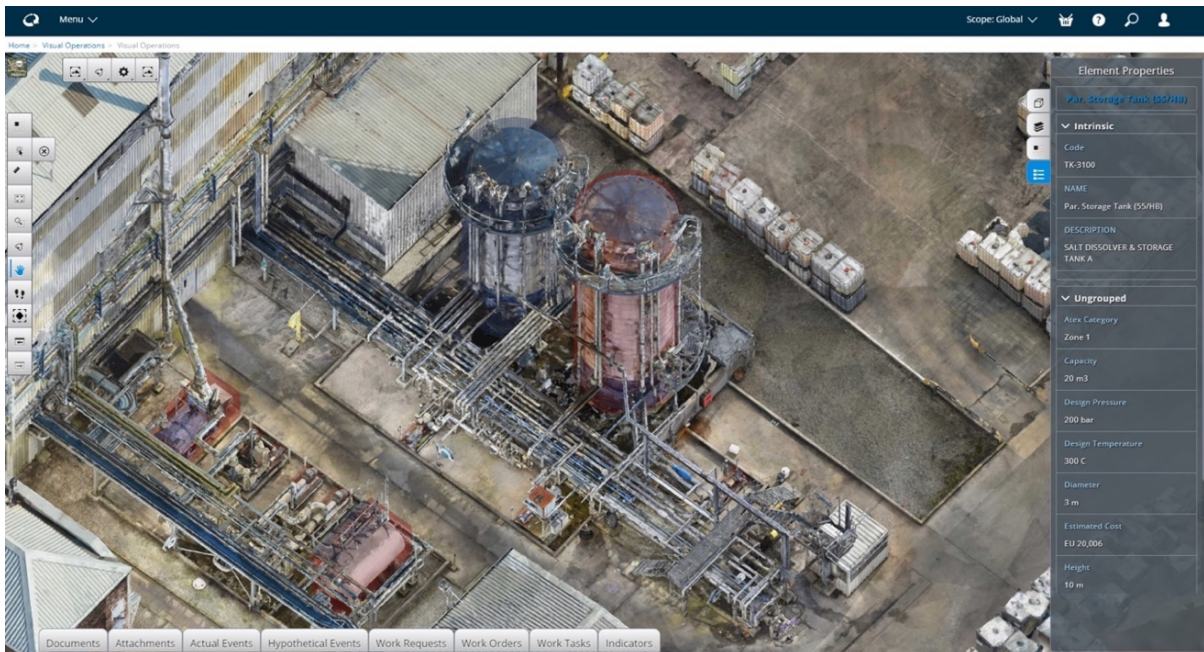 Menu
Scope: Global
Home > Visual Operations > Visual Operations
Element Properties
Par. Storage Tank (55/HB)
Intrinsic
Code
TK-3100
NAME
Par. Storage Tank (55/HB)
DESCRIPTION
SALT DISSOLVER & STORAGE
TANK A
Ungrouped
Atex Category
Zone 1
Capacity
20 m3
Design Pressure
200 bar
Design Temperature
300 C
Diameter
3 m
Estimated Cost
EU 20,006
Height
10 m
Documents
Attachments
Actual Events
Hypothetical Events
Work Requests
Work Orders
Work Tasks
Indicators